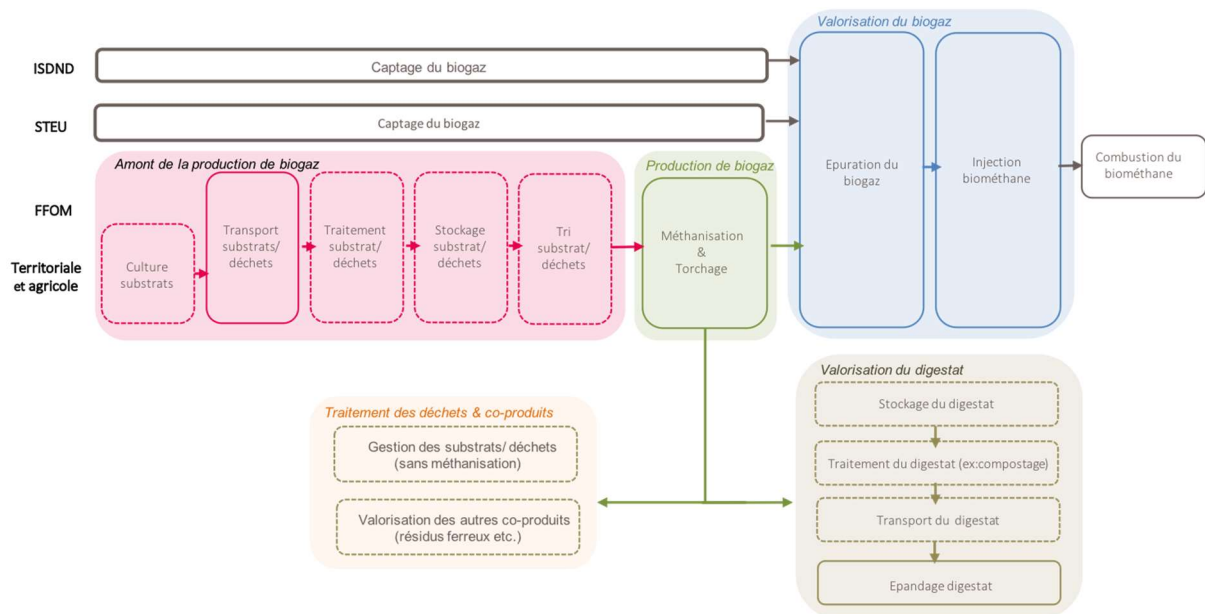 Valorisation du biogaz
ISDND
Captage du biogaz
STEU
Captage du biogaz
Amont de la production de biogaz
Production de biogaz
FFOM
Territoriale
et agricole
Culture
substrats
Transport
substrats/
déchets
Traitement
substrat/
déchets
Stockage
substrat/
déchets
Tri
substrat/
déchets
Méthanisation
&
Torchage
Epuration du
biogaz
Injection
biométhane
Combustion du
biométhane
Traitement des déchets & co-produits
Gestion des substrats/ déchets
(sans méthanisation)
Valorisation des autres co-produits
(résidus ferreux etc.)
Valorisation du digestat
Stockage du digestat
Traitement du digestat (ex:compostage)
Transport du digestat
Epandage digestat